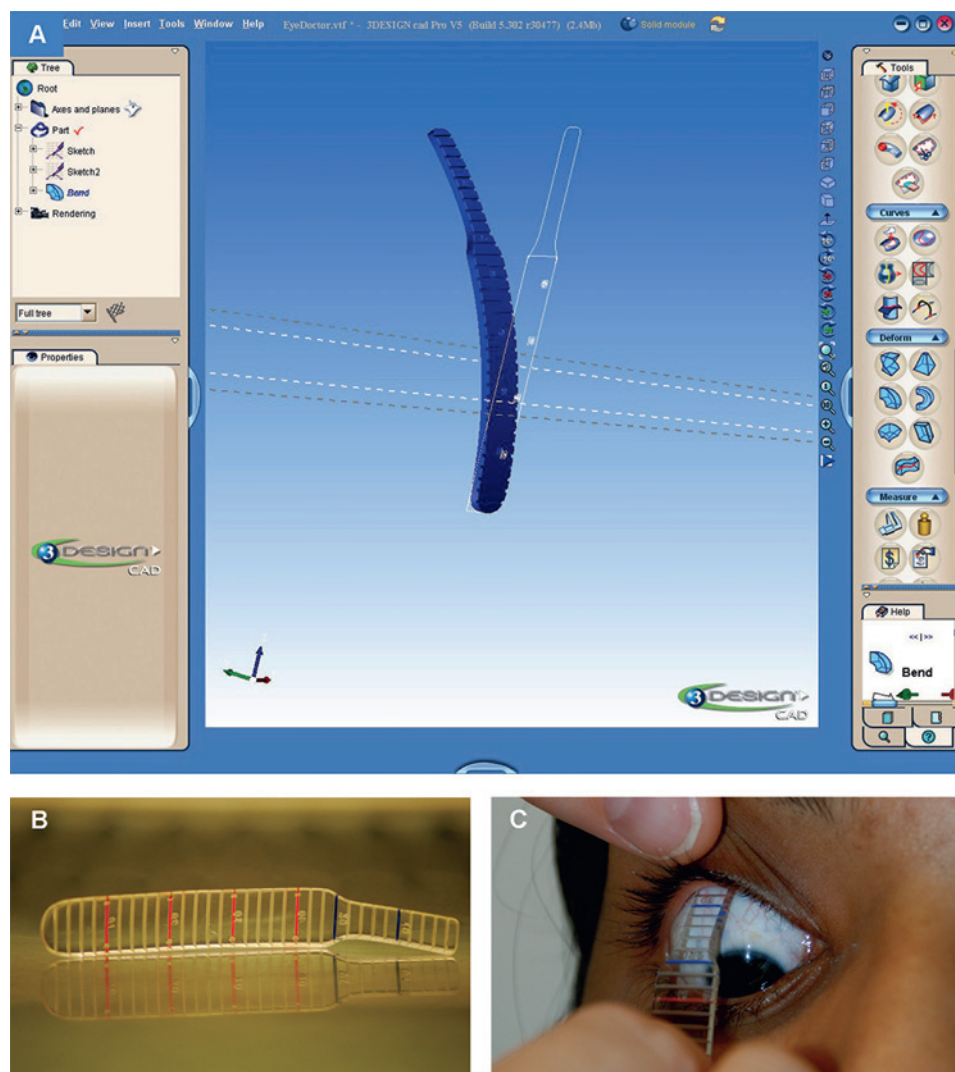 A
Edit View Insert Tools Window Help EyeDoctor.vtf * - 3DESIGN cad Pro V5 (Build 5.302 r30477) (2.4Mb) Solid module
Tree
Root
Axes and planes
Part
Sketch
Sketch2
Bend
Rendering
Full tree
Properties
3DESIGN
CAD
3DESIGN
CAD
Tools
Curves
Deform
Measure
Help
<< | >>
Bend
B
C